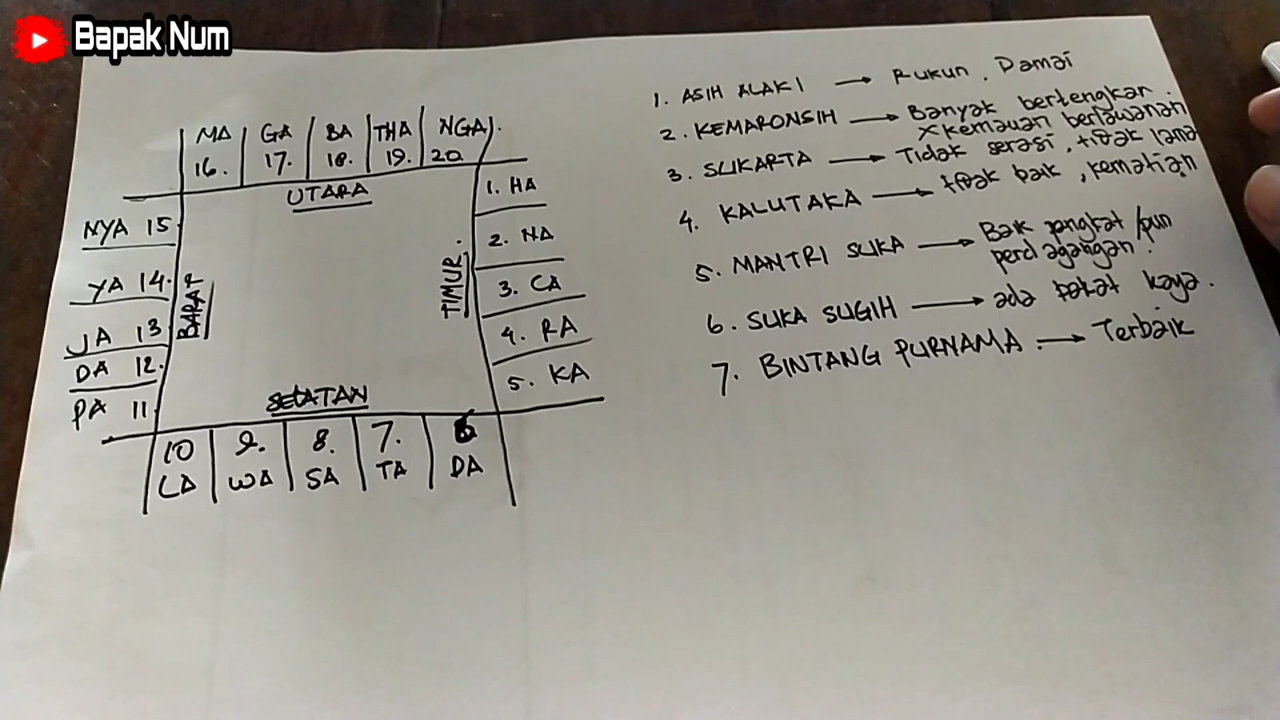 Bapak Num
MA GA BA THA NGA
16. 17. 18. 19. 20
UTARA
NYA 15
YA 14.
JA 13
DA 12.
PA 11.
BARAT
TIMUR.
1. HA
2. NA
3. CA
4. RA
5. KA
SELATAN
10 9. 8. 7. 6
LA WA SA TA DA
1. ASIH ALAKI → Rukun. Damai
2. KEMARONSIH → Banyak bertengkar.
xkemauan berlawanan
3. SUKARTA → Tidak serasi, tidak lama
4. KALUTAKA → tidak baik, kematian
5. MANTRI SUKA → Baik pangkat/pun
perdagangan.
6. SUKA SUGIH → ada bakat kaya.
7. BINTANG PURNAMA. → Terbaik